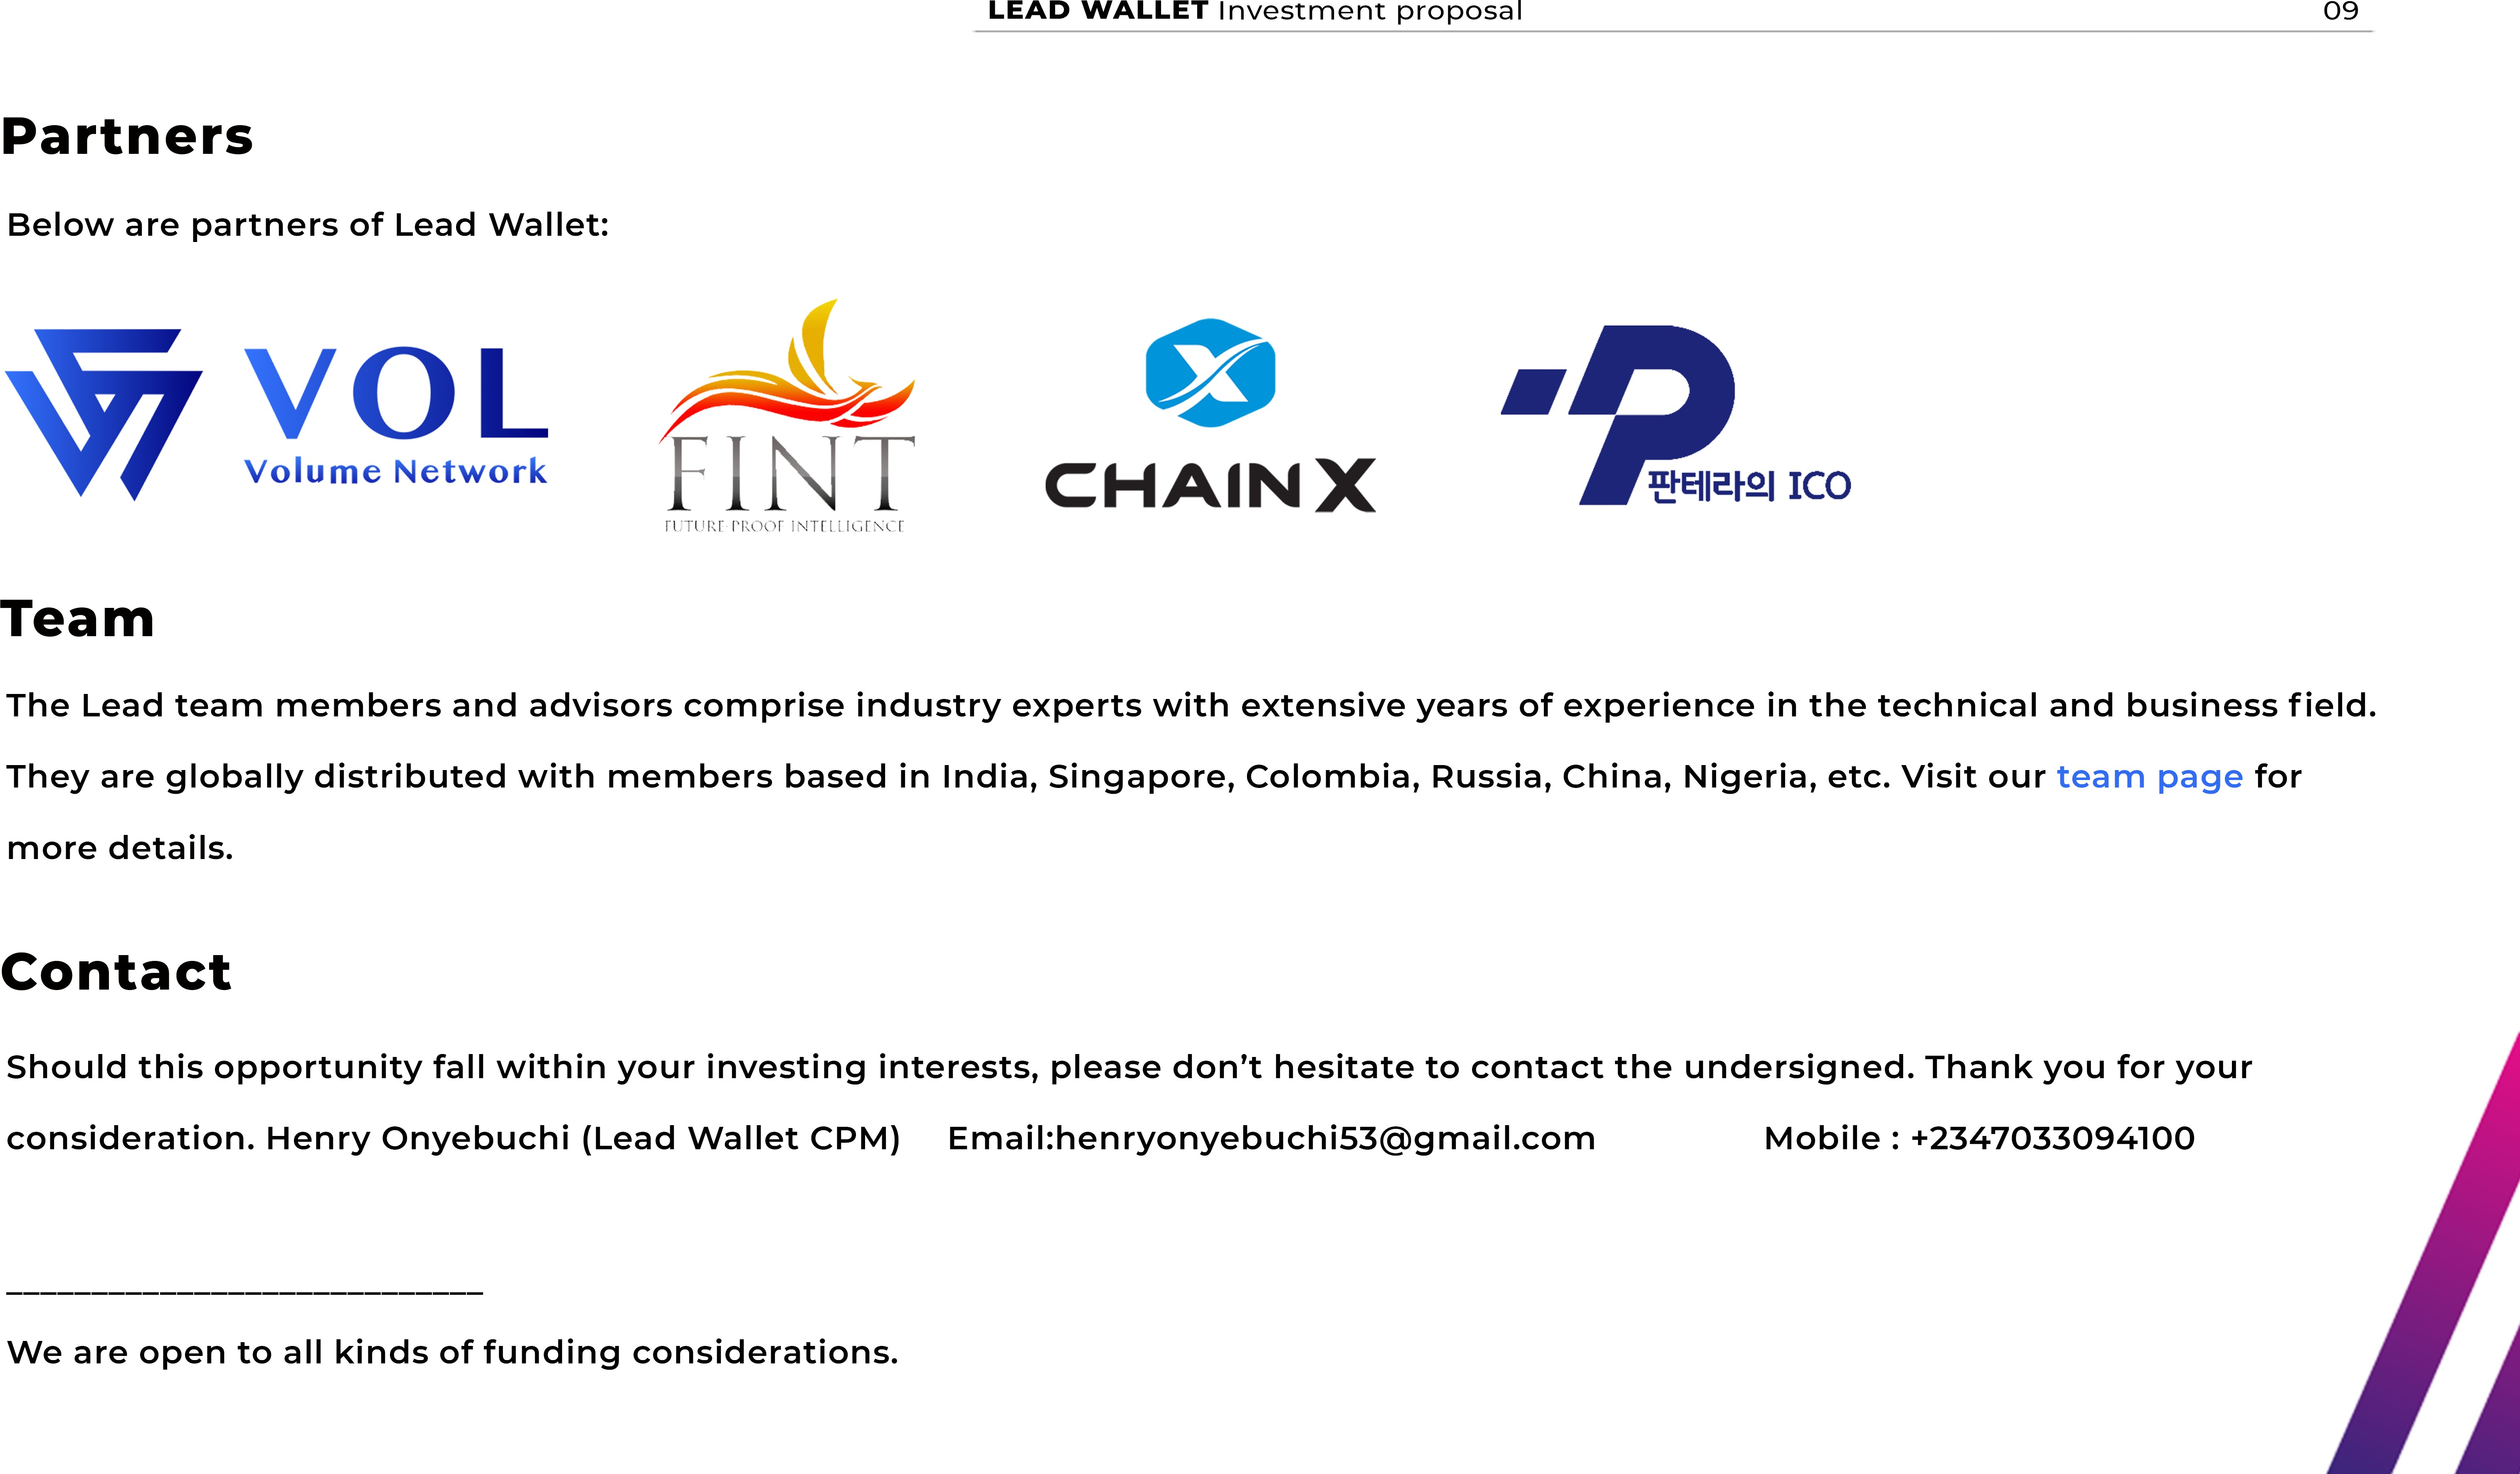 LEAD WALLET Investment proposal 09
Partners
Below are partners of Lead Wallet:
VOL
Volume Network
FINT
FUTURE-PROOF INTELLIGENCE
CHAINX
판테라의 ICO
Team
The Lead team members and advisors comprise industry experts with extensive years of experience in the technical and business field.
They are globally distributed with members based in India, Singapore, Colombia, Russia, China, Nigeria, etc. Visit our team page for
more details.
Contact
Should this opportunity fall within your investing interests, please don’t hesitate to contact the undersigned. Thank you for your
consideration. Henry Onyebuchi (Lead Wallet CPM) Email:henryonyebuchi53@gmail.com Mobile : +2347033094100
____________________________
We are open to all kinds of funding considerations.